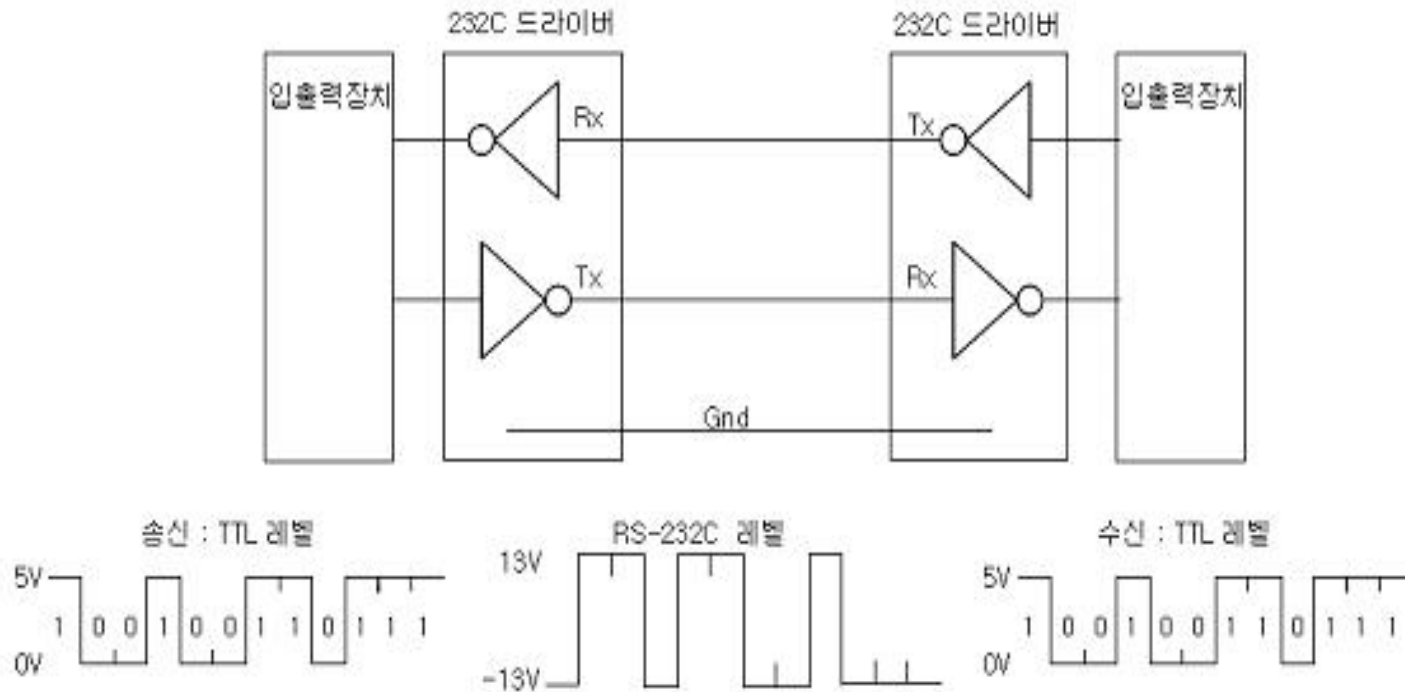 232C 드라이버
232C 드라이버
입출력장치
입출력장치
Rx
Tx
Tx
Rx
Gnd
송신 : TTL 레벨
RS-232C 레벨
수신 : TTL 레벨
5V
1 0 0 1 0 0 1 1 0 1 1 1
0V
13V
-13V
5V
1 0 0 1 0 0 1 1 0 1 1 1
0V